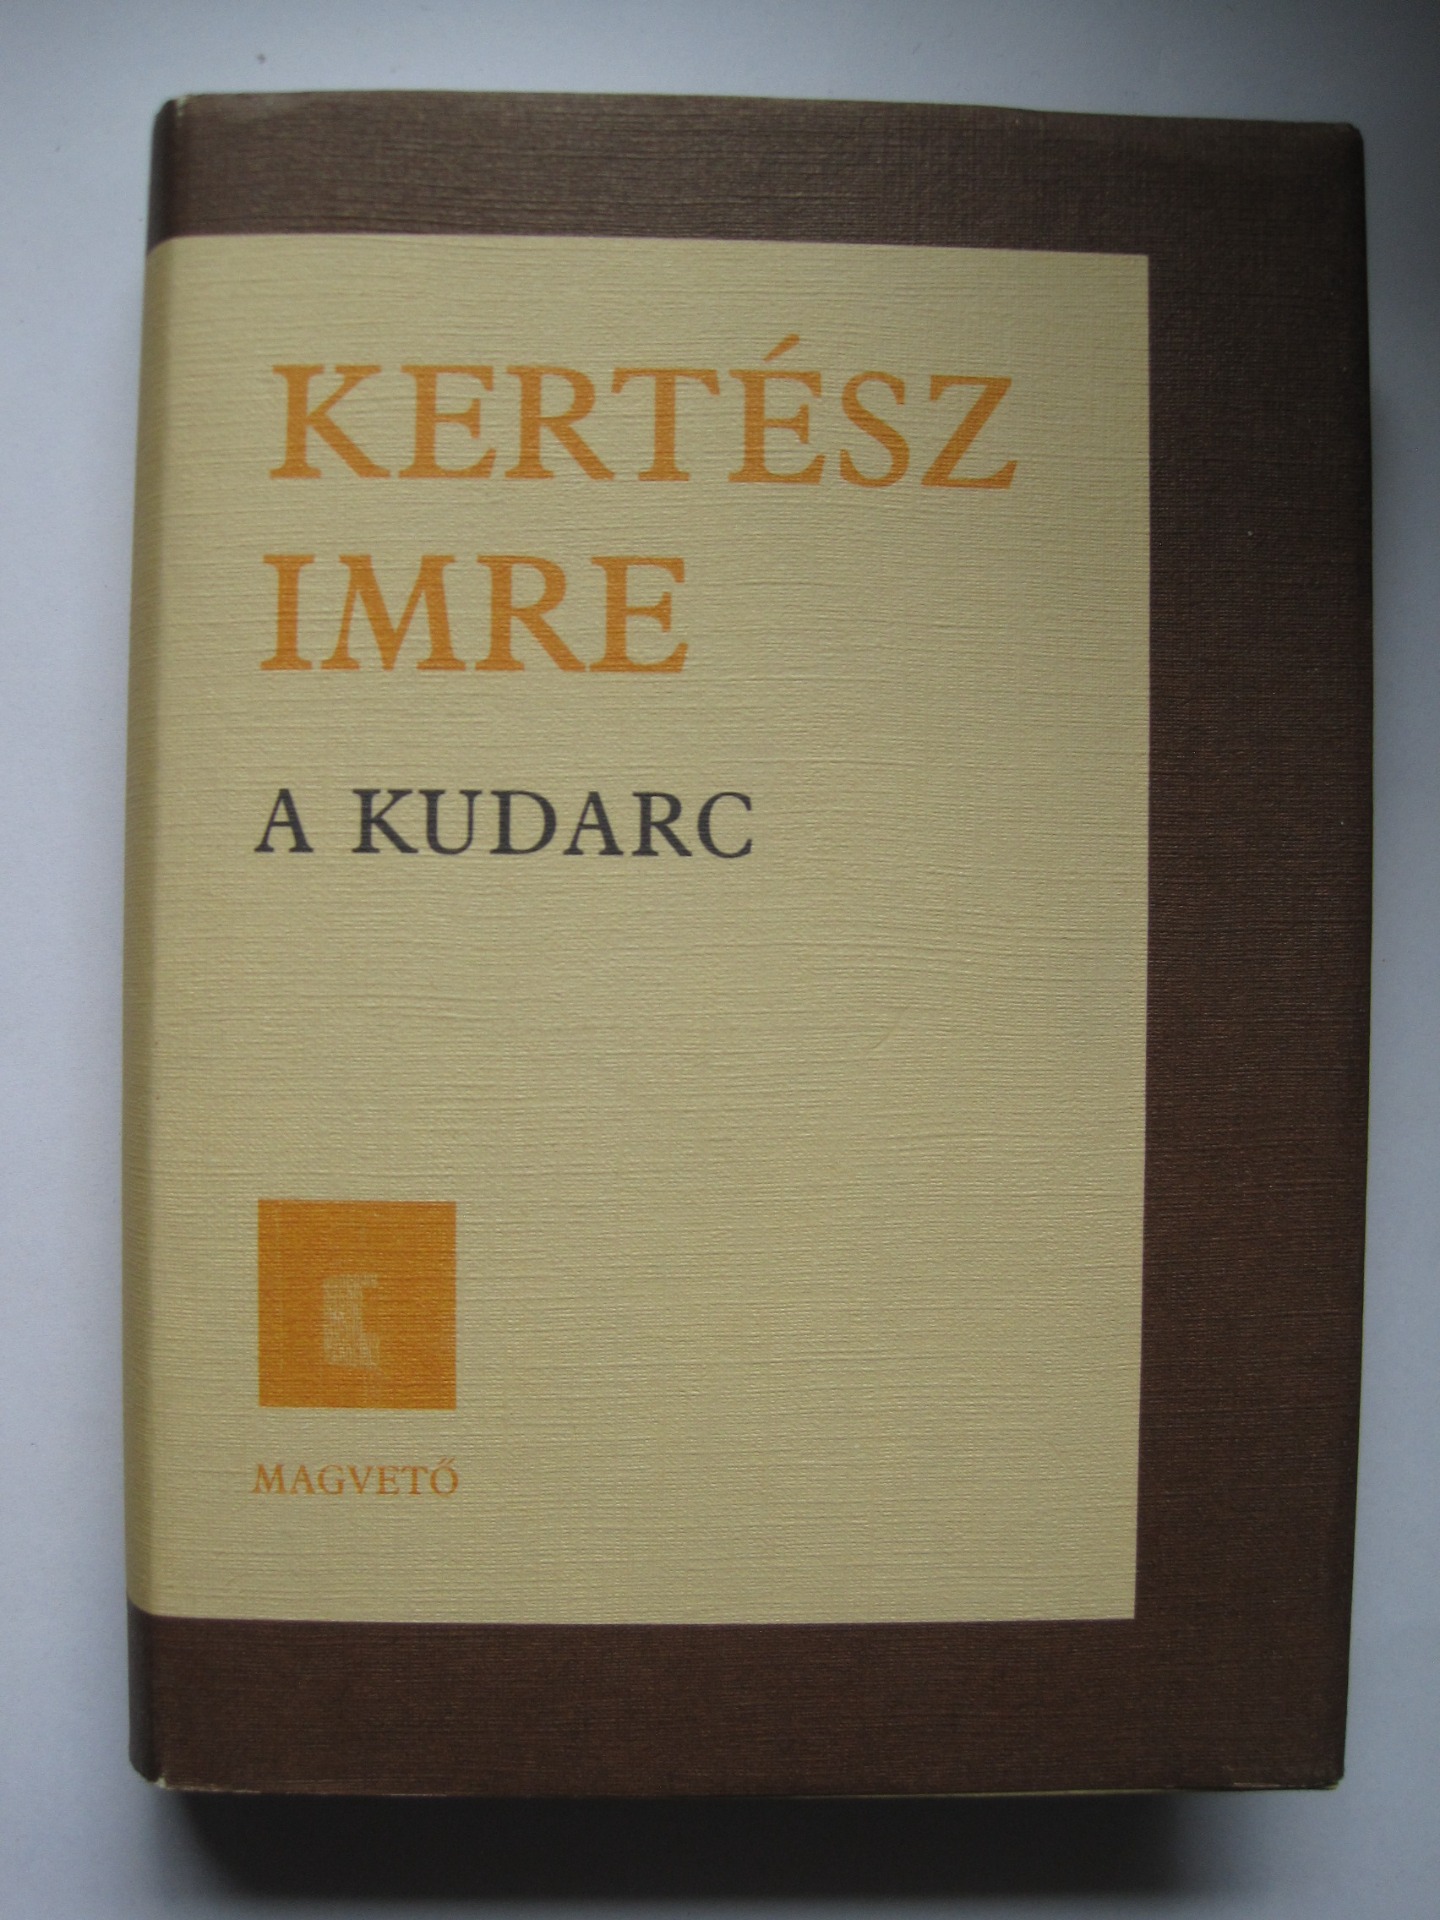 KERTÉSZ
IMRE
A KUDARC
MAGVETŐ